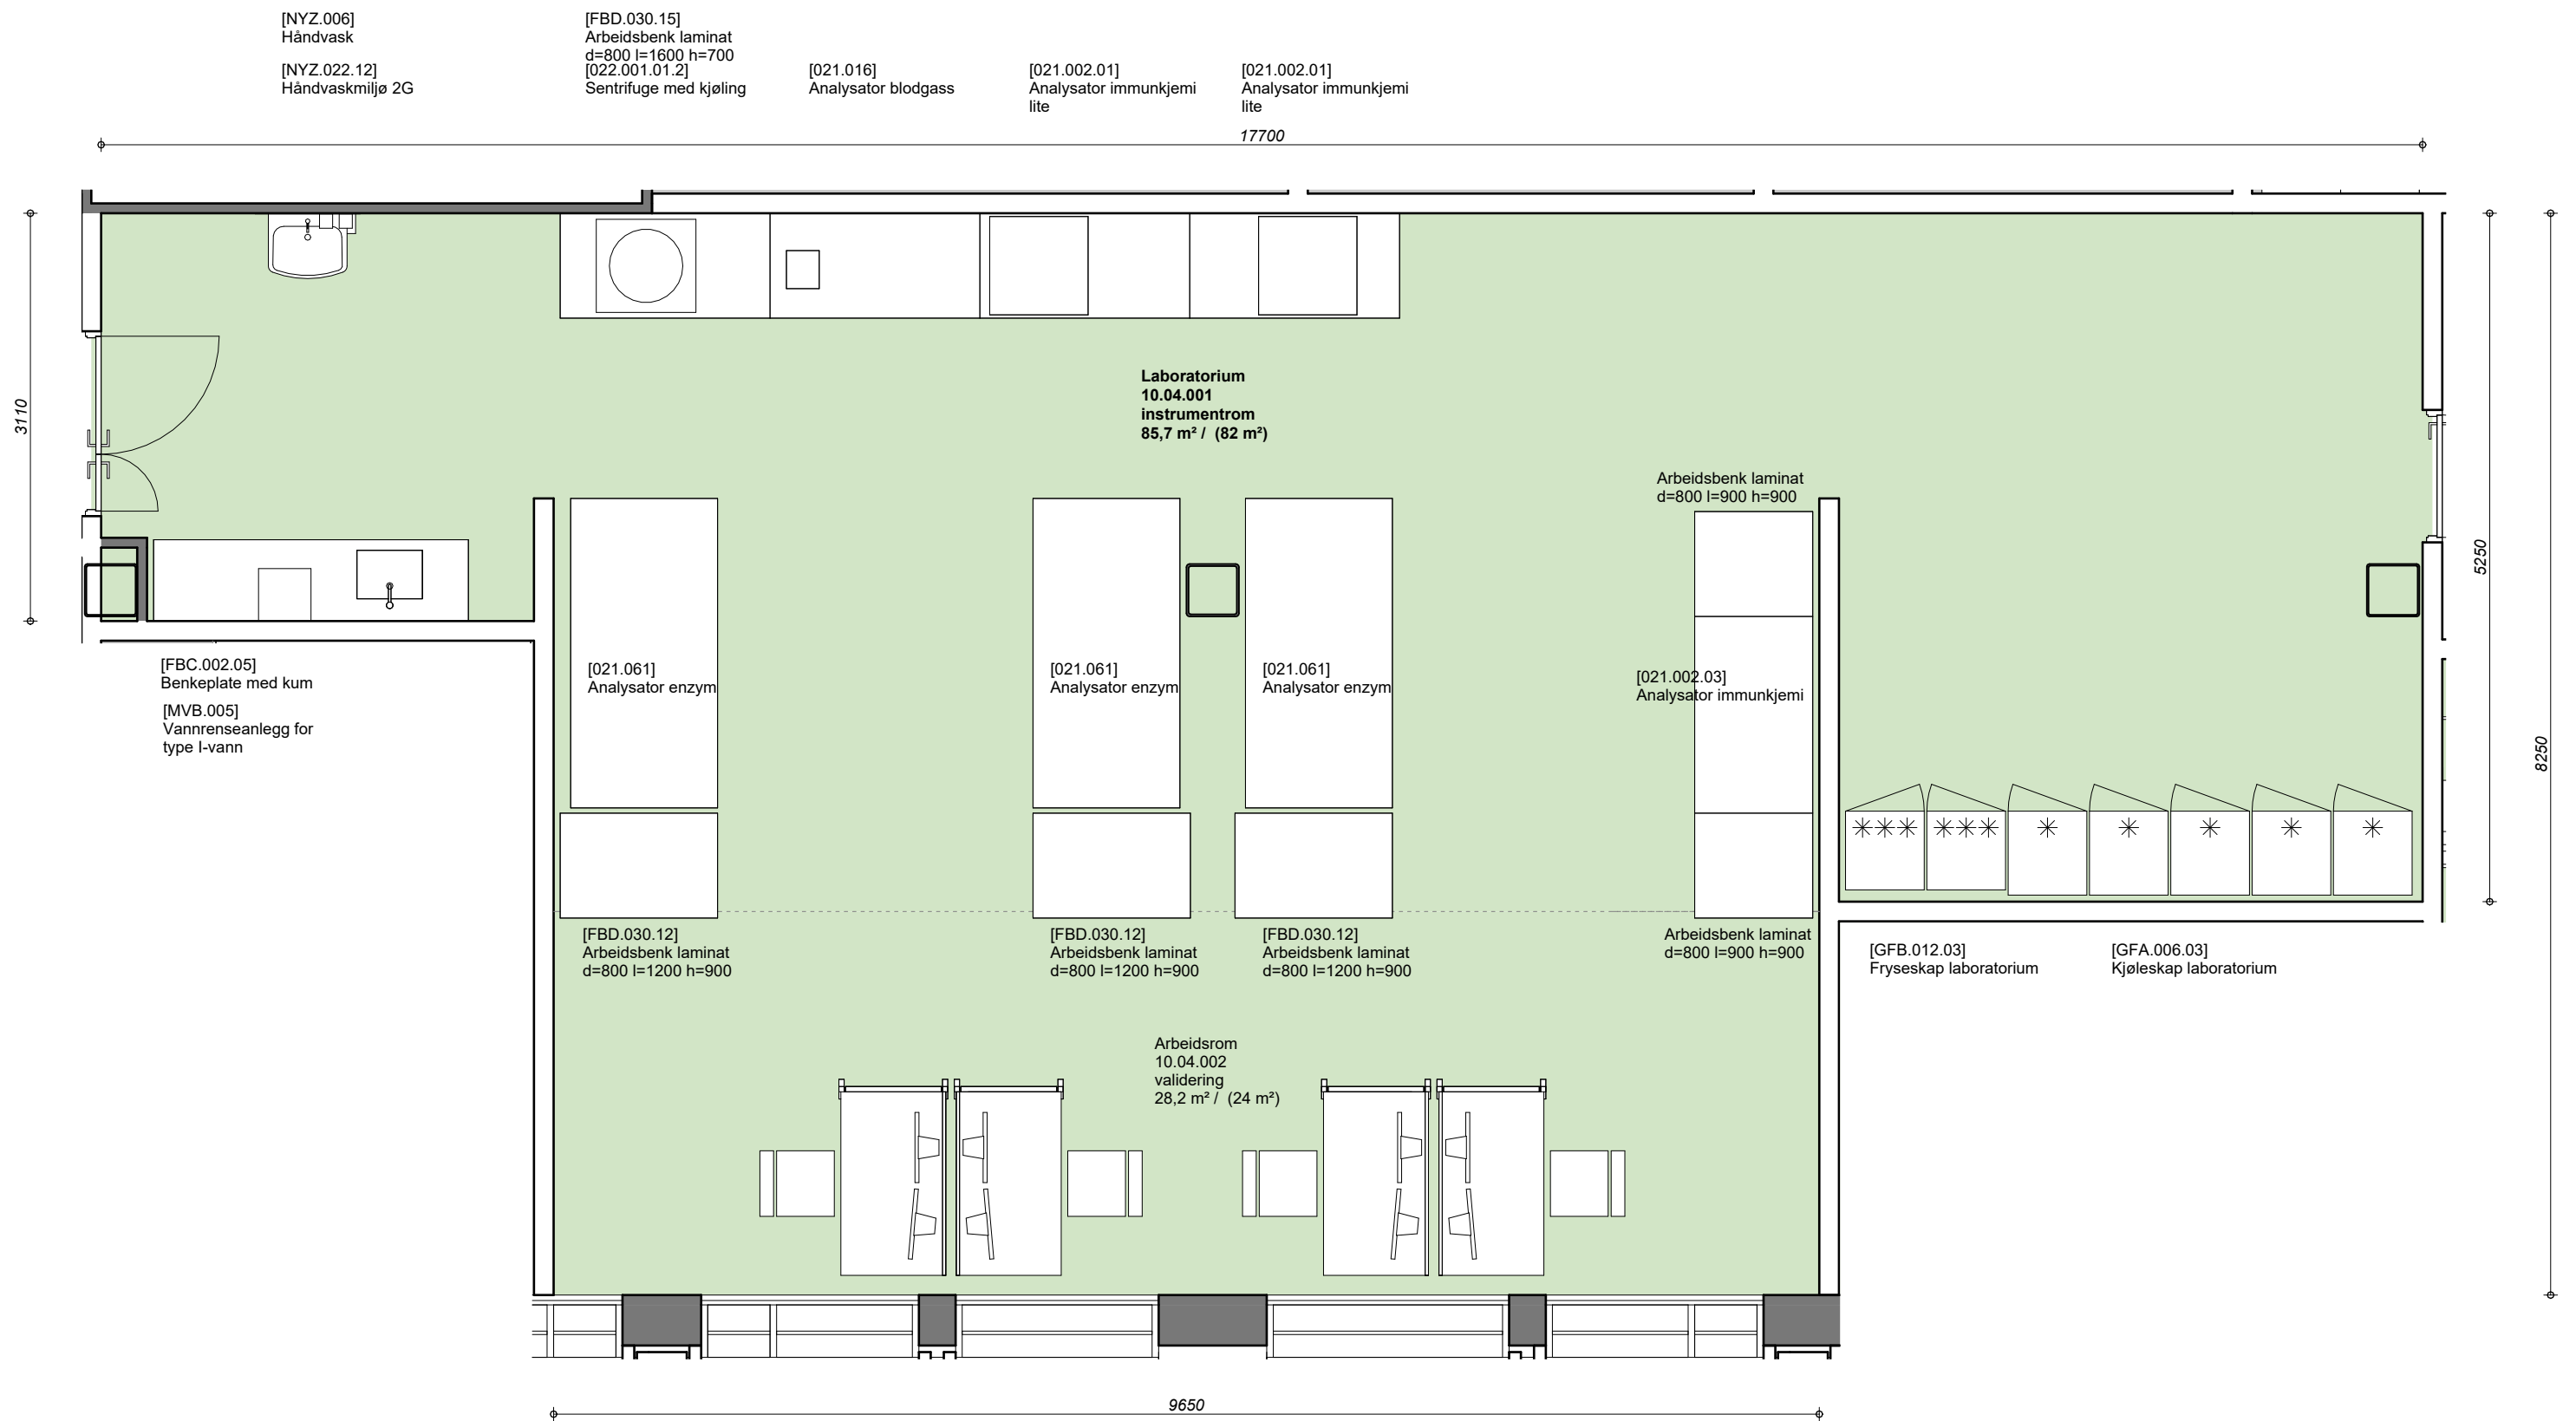 [NYZ.006]
Håndvask
[NYZ.022.12]
Håndvaskmiljø 2G
[FBD.030.15]
Arbeidsbenk laminat
d=800 l=1600 h=700
[022.001.01.2]
Sentrifuge med kjøling
[021.016]
Analysator blodgass
[021.002.01]
Analysator immunkjemi
lite
[021.002.01]
Analysator immunkjemi
lite
17700
3110
Laboratorium
10.04.001
instrumentrom
85,7 m² / (82 m²)
Arbeidsbenk laminat
d=800 l=900 h=900
5250
8250
[FBC.002.05]
Benkeplate med kum
[MVB.005]
Vannrenseanlegg for
type I-vann
[021.061]
Analysator enzym
[021.061]
Analysator enzym
[021.061]
Analysator enzym
[021.002.03]
Analysator immunkjemi
[FBD.030.12]
Arbeidsbenk laminat
d=800 l=1200 h=900
[FBD.030.12]
Arbeidsbenk laminat
d=800 l=1200 h=900
[FBD.030.12]
Arbeidsbenk laminat
d=800 l=1200 h=900
Arbeidsbenk laminat
d=800 l=900 h=900
[GFB.012.03]
Fryseskap laboratorium
[GFA.006.03]
Kjøleskap laboratorium
Arbeidsrom
10.04.002
validering
28,2 m² / (24 m²)
9650